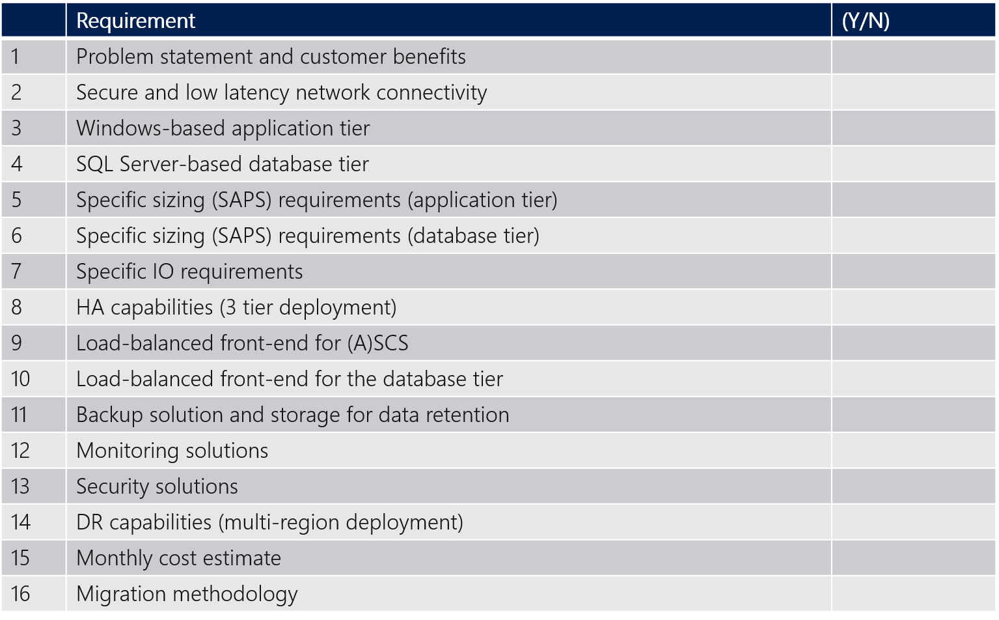 Requirement (Y/N)
1 Problem statement and customer benefits
2 Secure and low latency network connectivity
3 Windows-based application tier
4 SQL Server-based database tier
5 Specific sizing (SAPS) requirements (application tier)
6 Specific sizing (SAPS) requirements (database tier)
7 Specific IO requirements
8 HA capabilities (3 tier deployment)
9 Load-balanced front-end for (A)SCS
10 Load-balanced front-end for the database tier
11 Backup solution and storage for data retention
12 Monitoring solutions
13 Security solutions
14 DR capabilities (multi-region deployment)
15 Monthly cost estimate
16 Migration methodology